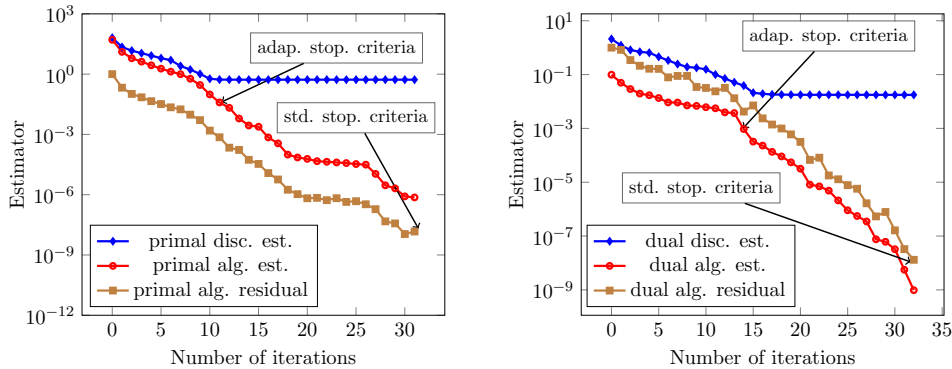 10^3
10^0
10^−3
10^−6
10^−9
10^−12
Estimator
0 5 10 15 20 25 30
Number of iterations
adap. stop. criteria
std. stop. criteria
primal disc. est.
primal alg. est.
primal alg. residual
10^1
10^−1
10^−3
10^−5
10^−7
10^−9
Estimator
0 5 10 15 20 25 30 35
Number of iterations
adap. stop. criteria
std. stop. criteria
dual disc. est.
dual alg. est.
dual alg. residual